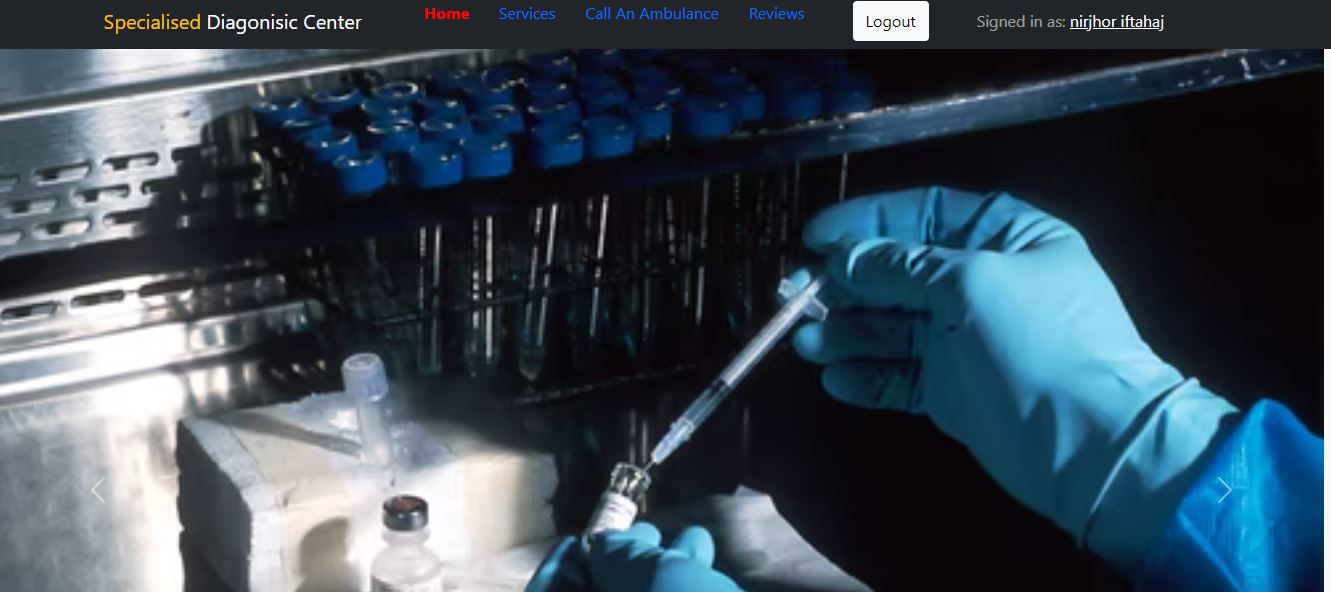 Specialised Diagonisic Center
Home
Services
Call An Ambulance
Reviews
Logout
Signed in as: nirjhor iftahaj